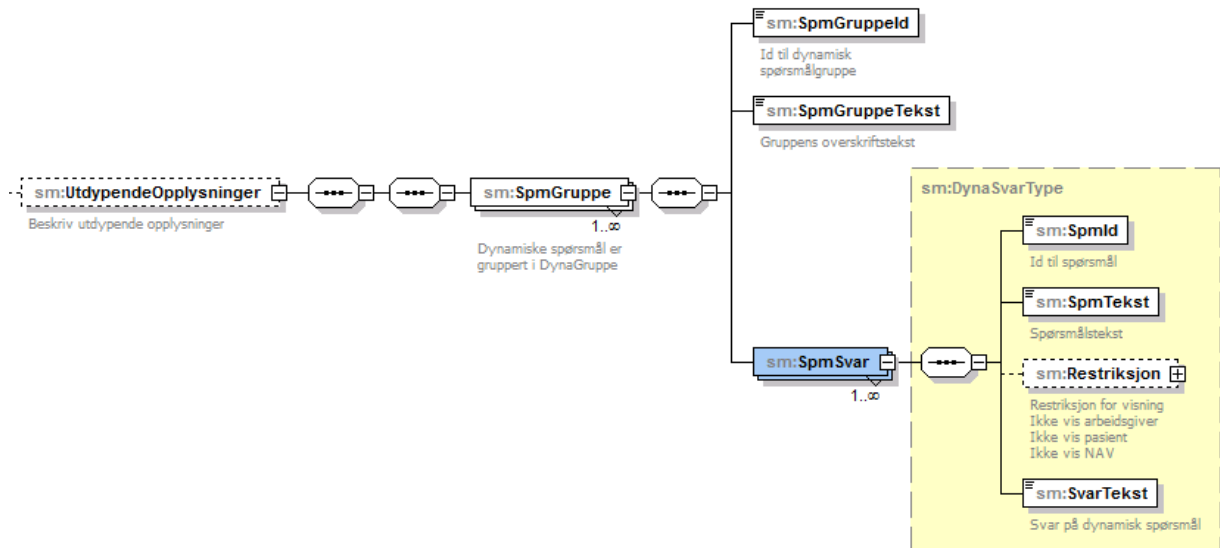 sm:SpmGruppeId
Id til dynamisk
spørsmålgruppe
sm:SpmGruppeTekst
Gruppens overskriftstekst
sm:UtdypendeOpplysninger
Beskriv utdypende opplysninger
sm:SpmGruppe
1..∞
Dynamiske spørsmål er
gruppert i DynaGruppe
sm:SpmSvar
1..∞
sm:DynaSvarType
sm:SpmId
Id til spørsmål
sm:SpmTekst
Spørsmålstekst
sm:Restriksjon
Restriksjon for visning
Ikke vis arbeidsgiver
Ikke vis pasient
Ikke vis NAV
sm:SvarTekst
Svar på dynamisk spørsmål